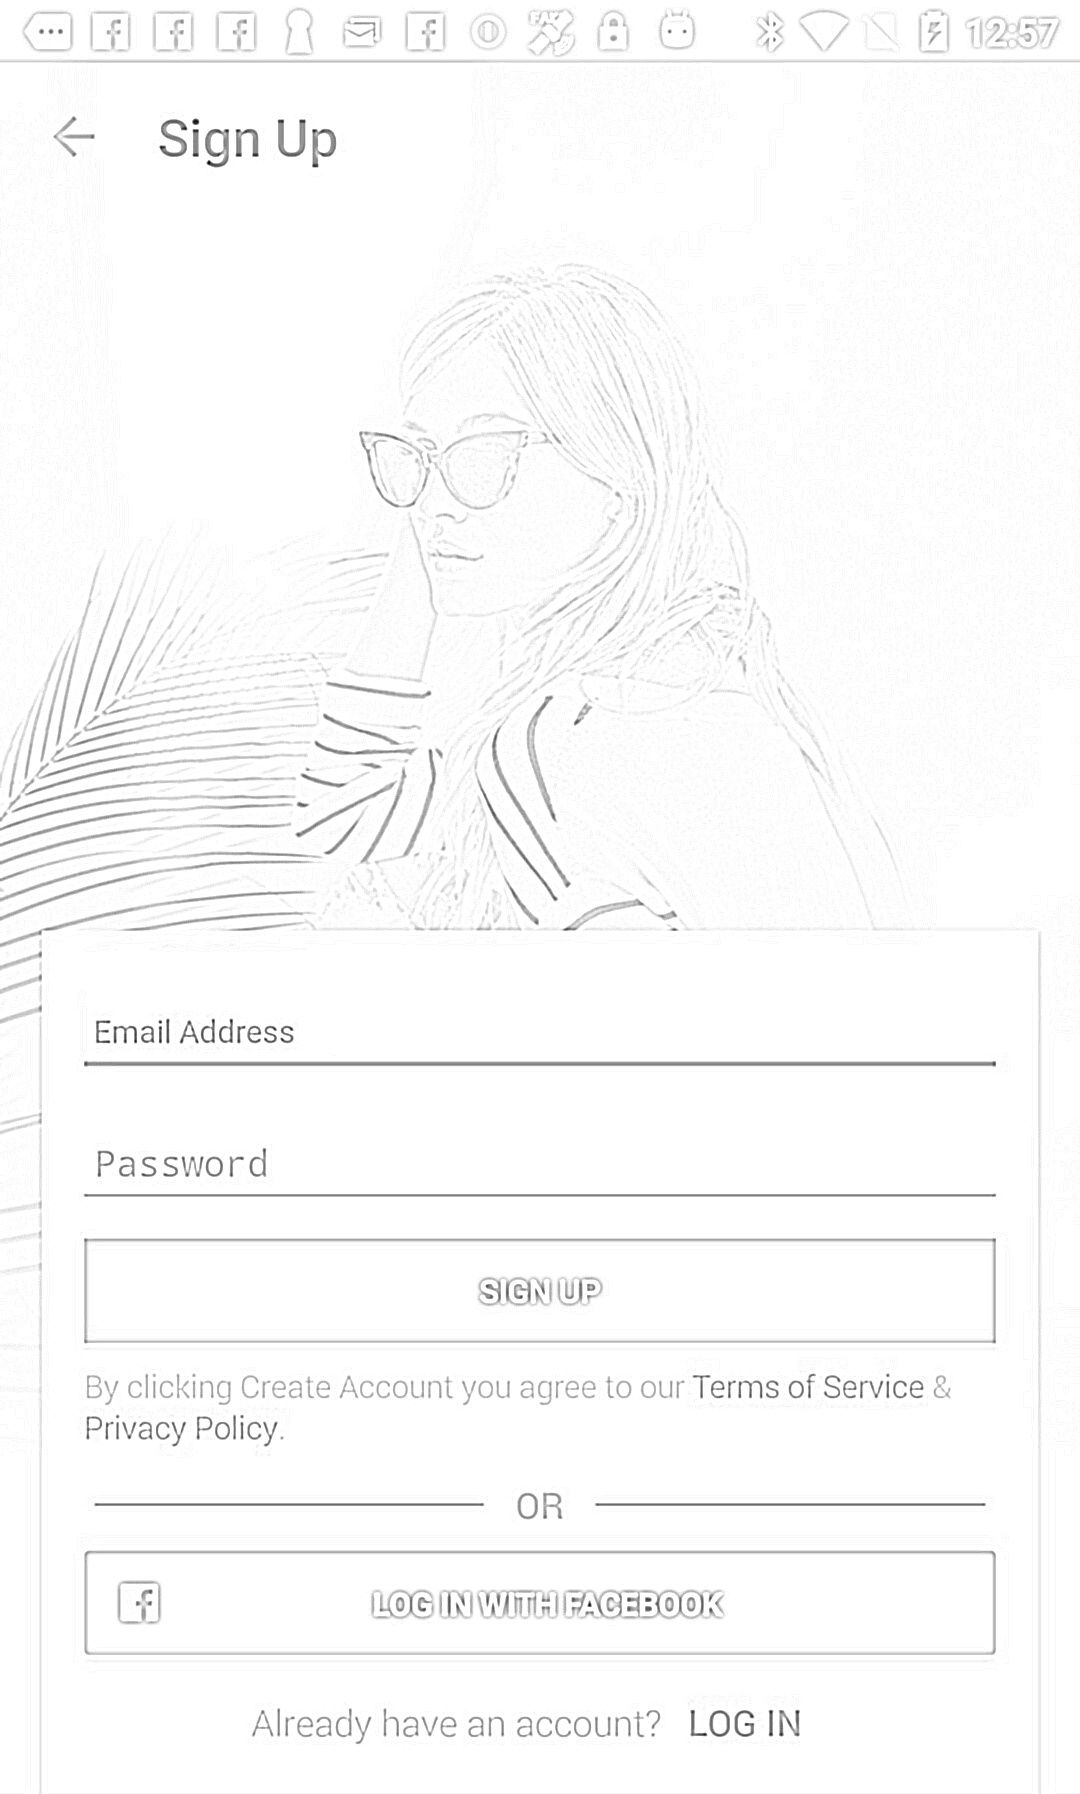 12:57
Sign Up
Email Address
Password
SIGN UP
By clicking Create Account you agree to our Terms of Service &
Privacy Policy.
OR
LOG IN WITH FACEBOOK
Already have an account? LOG IN